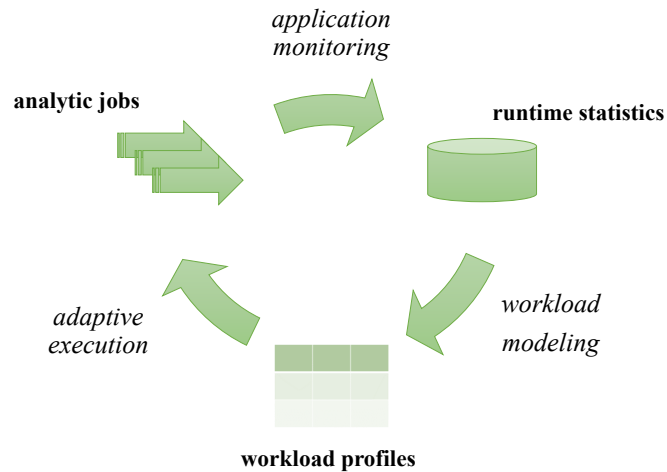 application
monitoring
analytic jobs
runtime statistics
workload
modeling
adaptive
execution
workload profiles